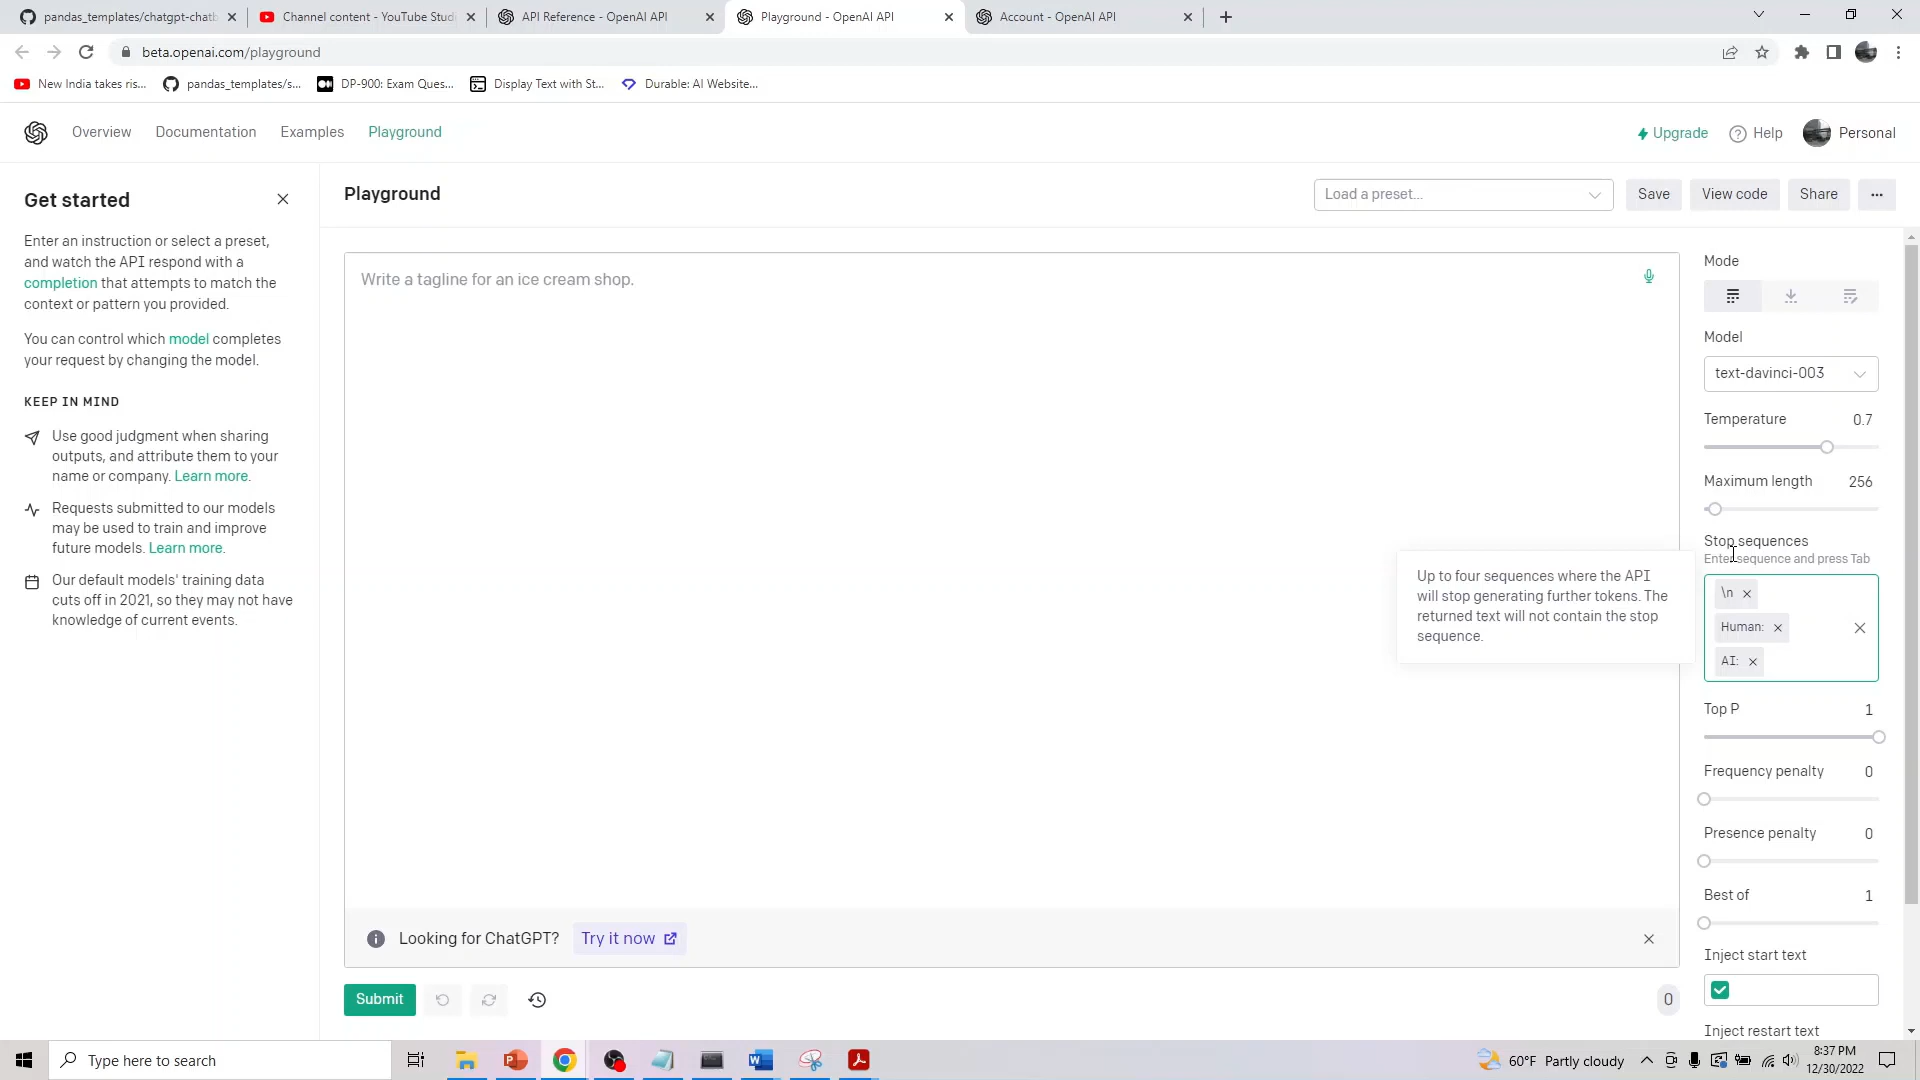 pandas_templates/chatgpt-chatb
Channel content - YouTube Studi
API Reference - OpenAI API
Playground - OpenAI API
Account - OpenAI API
beta.openai.com/playground
New India takes ris...
pandas_templates/s...
DP-900: Exam Ques...
Display Text with St...
Durable: AI Website...
Overview
Documentation
Examples
Playground
Upgrade
Help
Personal
Get started
Enter an instruction or select a preset,
and watch the API respond with a
completion that attempts to match the
context or pattern you provided.
You can control which model completes
your request by changing the model.
KEEP IN MIND
Use good judgment when sharing
outputs, and attribute them to your
name or company. Learn more.
Requests submitted to our models
may be used to train and improve
future models. Learn more.
Our default models' training data
cuts off in 2021, so they may not have
knowledge of current events.
Playground
Load a preset...
Save
View code
Share
...
Write a tagline for an ice cream shop.
Looking for ChatGPT?
Try it now
Submit
0
Up to four sequences where the API
will stop generating further tokens. The
returned text will not contain the stop
sequence.
Mode
Model
text-davinci-003
Temperature 0.7
Maximum length 256
Stop sequences
Enter sequence and press Tab
\n
Human:
AI:
Top P 1
Frequency penalty 0
Presence penalty 0
Best of 1
Inject start text
Inject restart text
Type here to search
60°F Partly cloudy
8:37 PM
12/30/2022